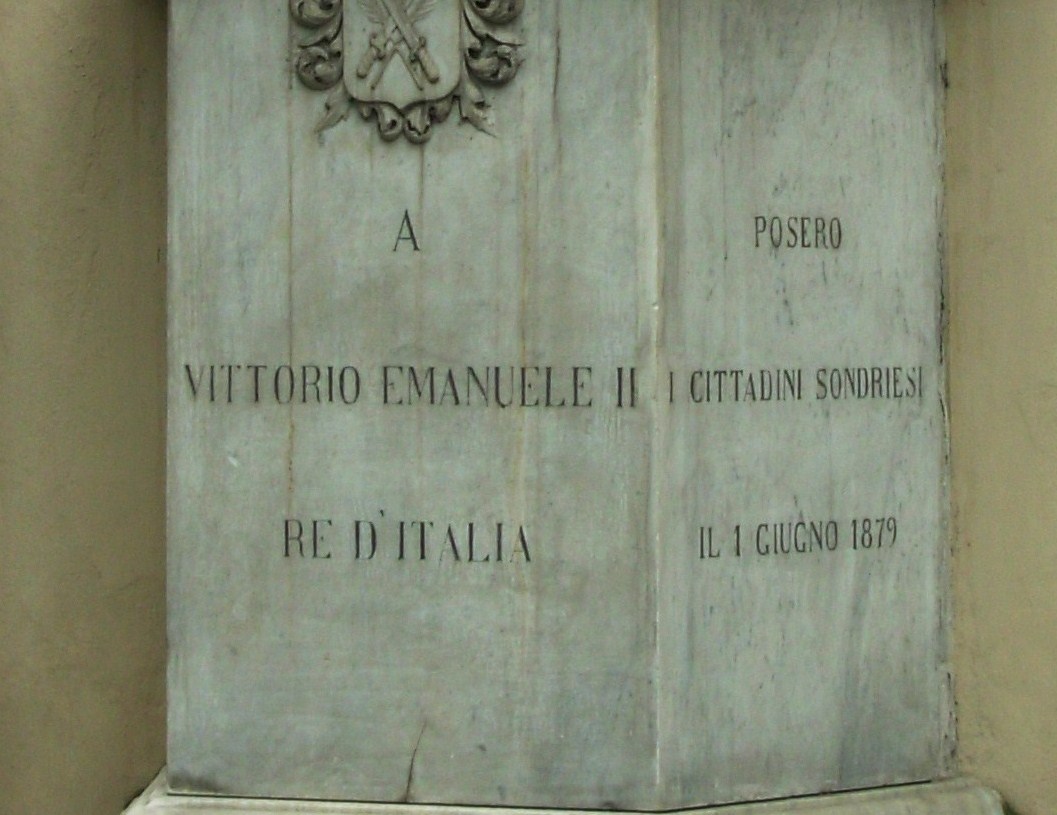 A
VITTORIO EMANUELE II
RE D'ITALIA
POSERO
I CITTADINI SONDRIESI
IL 1 GIUGNO 1879